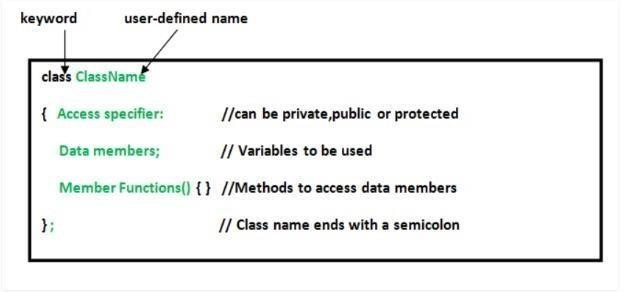 keyword user-defined name
class ClassName
{ Access specifier: //can be private,public or protected
Data members; // Variables to be used
Member Functions() { } //Methods to access data members
} ; // Class name ends with a semicolon